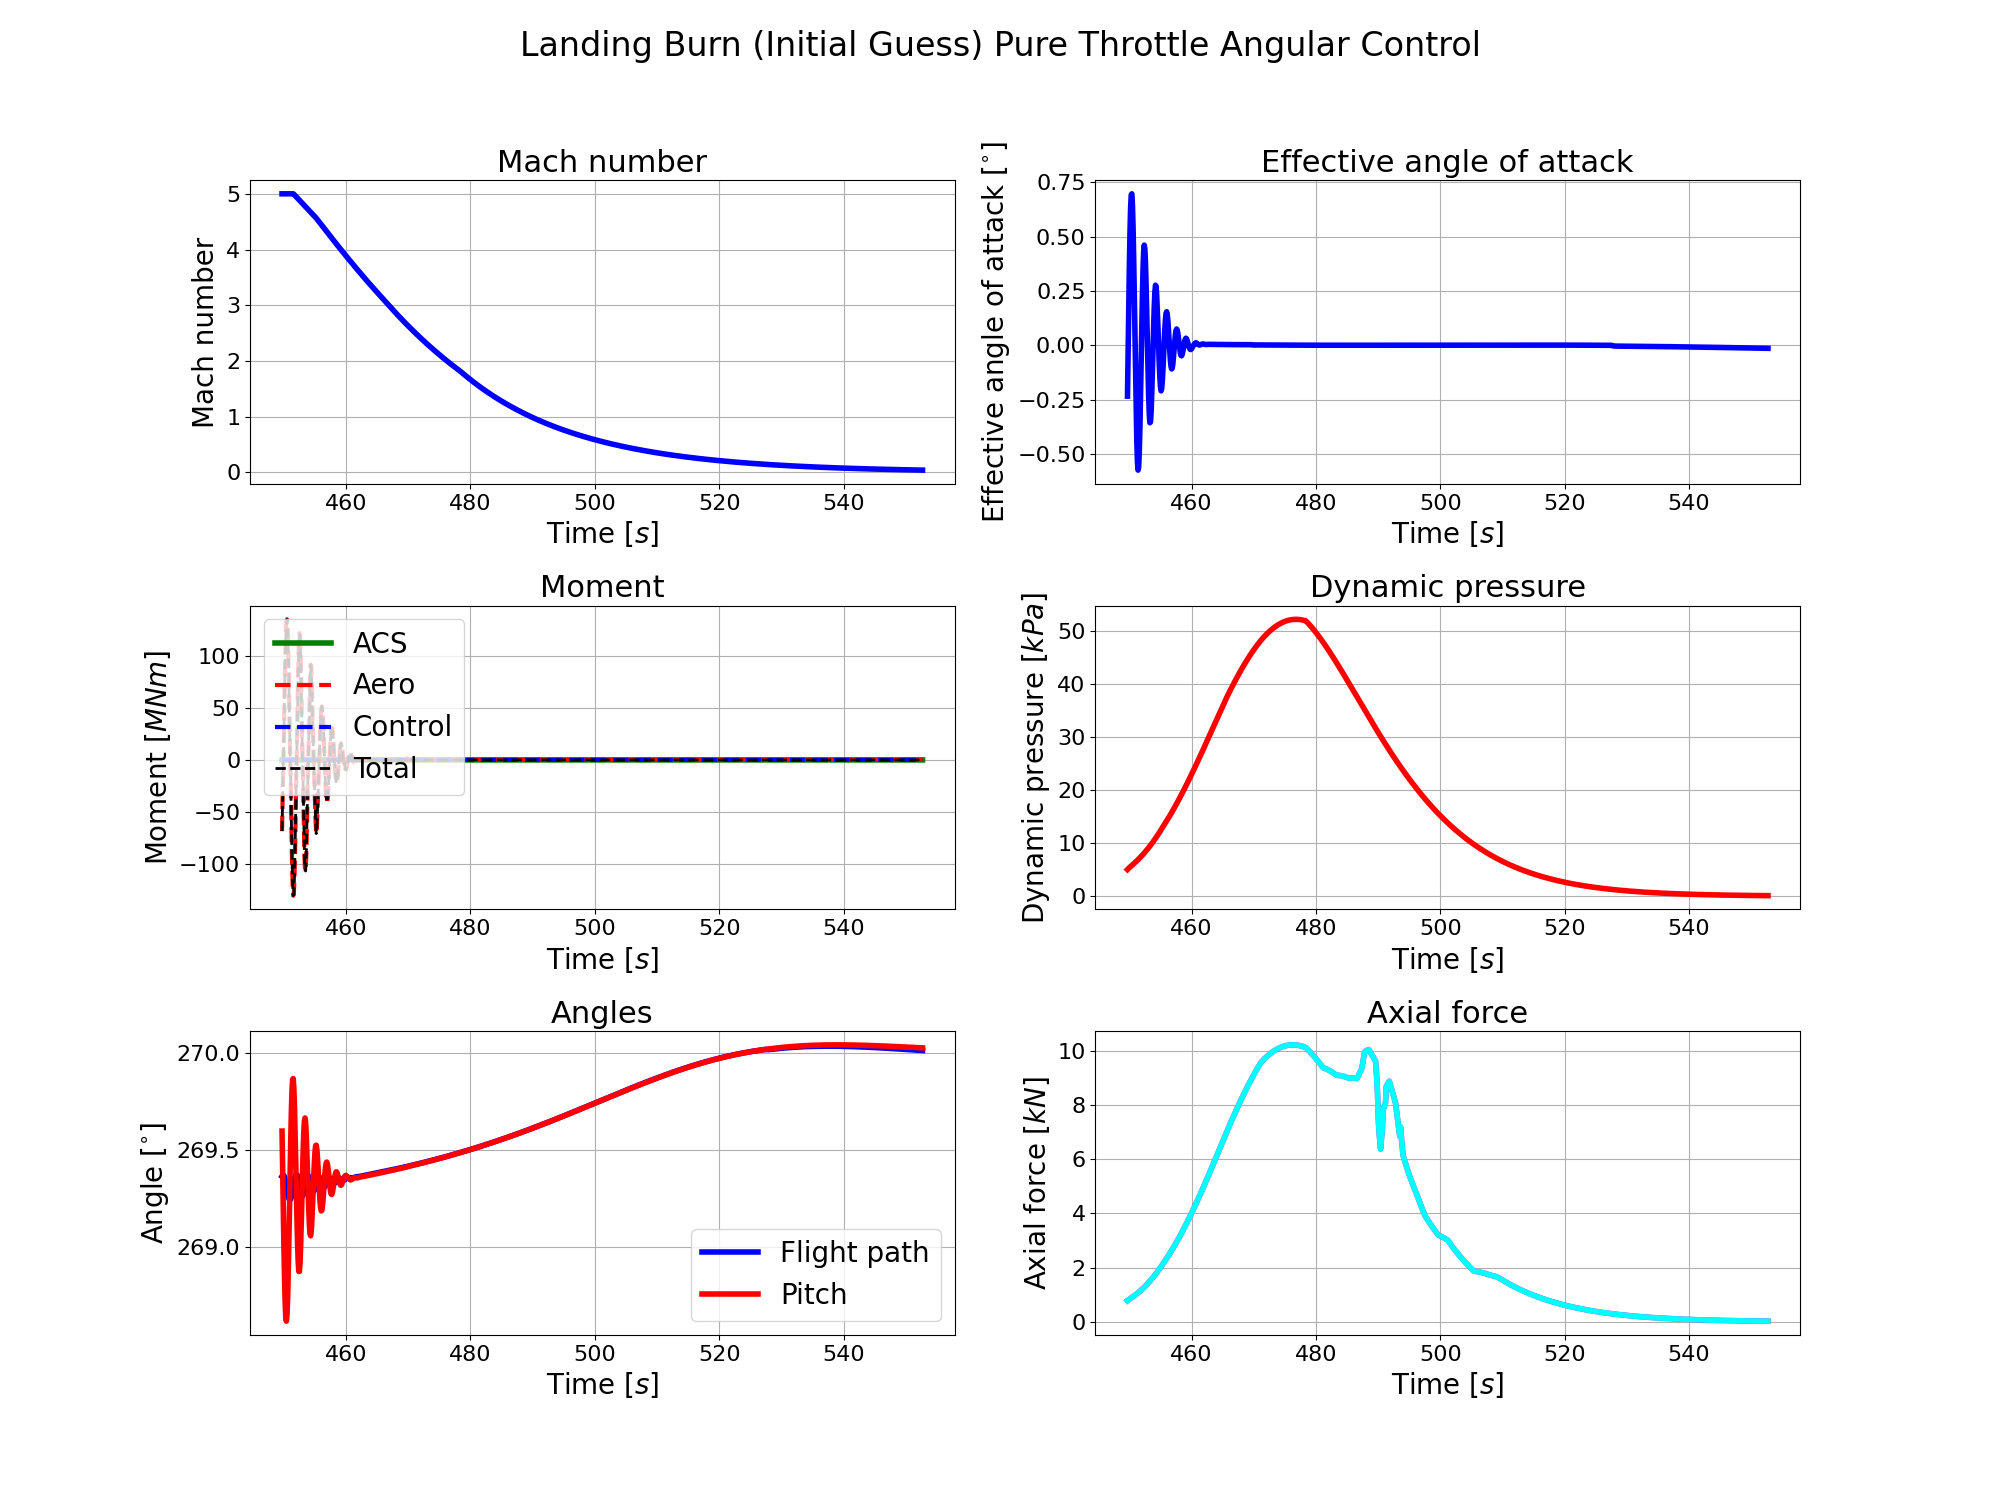 Landing Burn (Initial Guess) Pure Throttle Angular Control
Mach number
Mach number
5
4
3
2
1
0
460 480 500 520 540
Time [s]
Effective angle of attack
Effective angle of attack [°]
0.75
0.50
0.25
0.00
−0.25
−0.50
460 480 500 520 540
Time [s]
Moment
Moment [MNm]
100
50
0
−50
−100
ACS
Aero
Control
Total
460 480 500 520 540
Time [s]
Dynamic pressure
Dynamic pressure [kPa]
50
40
30
20
10
0
460 480 500 520 540
Time [s]
Angles
Angle [°]
270.0
269.5
269.0
Flight path
Pitch
460 480 500 520 540
Time [s]
Axial force
Axial force [kN]
10
8
6
4
2
0
460 480 500 520 540
Time [s]